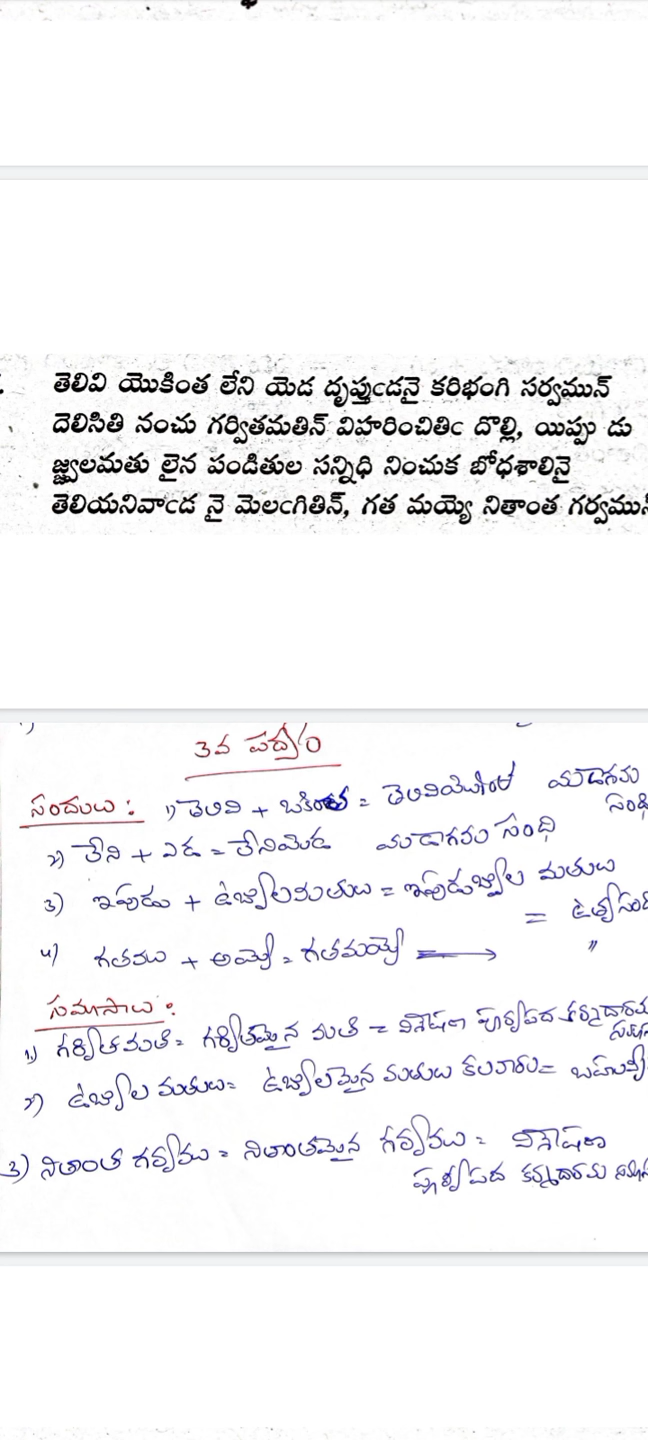 తెలివి యొకింత లేని యెడ దృప్తుఁడనై కరిభంగి సర్వమున్
దెలిసితి నంచు గర్వితమతిన్ విహరించితిఁ దొల్లి, యిప్పు డు
జ్జ్వలమతు లైన పండితుల సన్నిధి నించుక బోధశాలినై
తెలియనివాఁడ నై మెలఁగితిన్, గత మయ్యె నితాంత గర్వము
3వ పద్యం
సంధులు : 1) తెలివి + ఒకింత = తెలివియొకింత యడాగమ
సంధి
2) లేని + ఎడ = లేనియెడ యడాగమ సంధి
3) ఇపుడు + ఉజ్వలమతులు = ఇపుడుజ్వల మతులు
= ఉత్వసంధి
4) గతము + అయ్యె = గతమయ్యె → "
సమాసాలు :
1) గర్వితమతి = గర్వితమైన మతి = విశేషణ పూర్వపద కర్మదారయ
2) ఉజ్వల మతులు = ఉజ్వలమైన మతులు కలవారు = బహువ్రీ
3) నితాంత గర్వము = నితాంతమైన గర్వము = విశేషణ
పూర్వపద కర్మదారయ